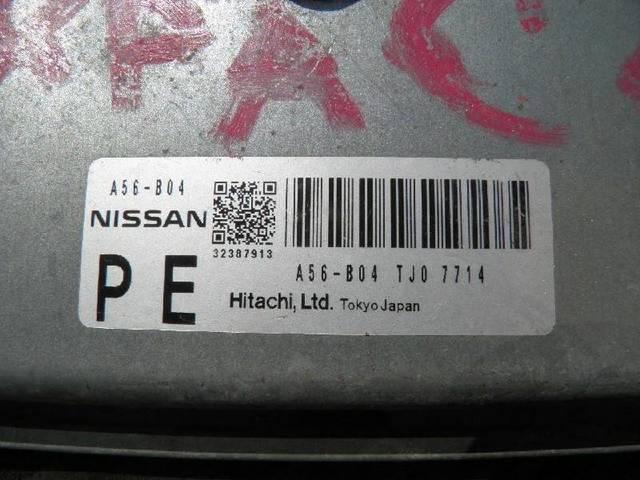 A56-B04
NISSAN
32387913
PE
A56-B04 TJ0 7714
Hitachi, Ltd. Tokyo Japan